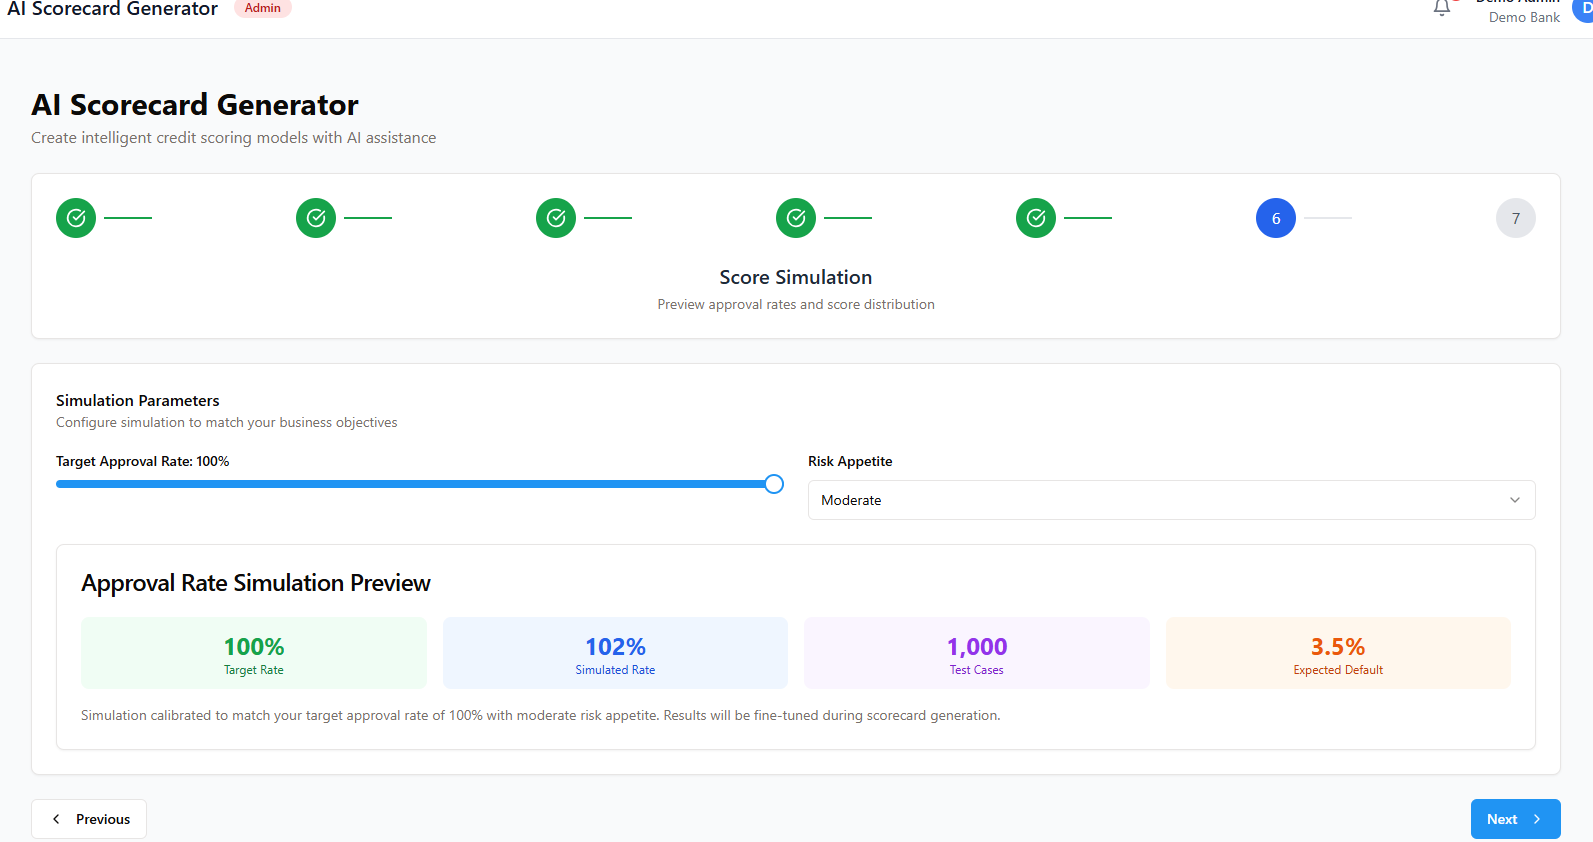 AI Scorecard Generator
Admin
Demo Admin
Demo Bank
D
AI Scorecard Generator
Create intelligent credit scoring models with AI assistance
6
7
Score Simulation
Preview approval rates and score distribution
Simulation Parameters
Configure simulation to match your business objectives
Target Approval Rate: 100%
Risk Appetite
Moderate
Approval Rate Simulation Preview
100%
Target Rate
102%
Simulated Rate
1,000
Test Cases
3.5%
Expected Default
Simulation calibrated to match your target approval rate of 100% with moderate risk appetite. Results will be fine-tuned during scorecard generation.
Previous
Next